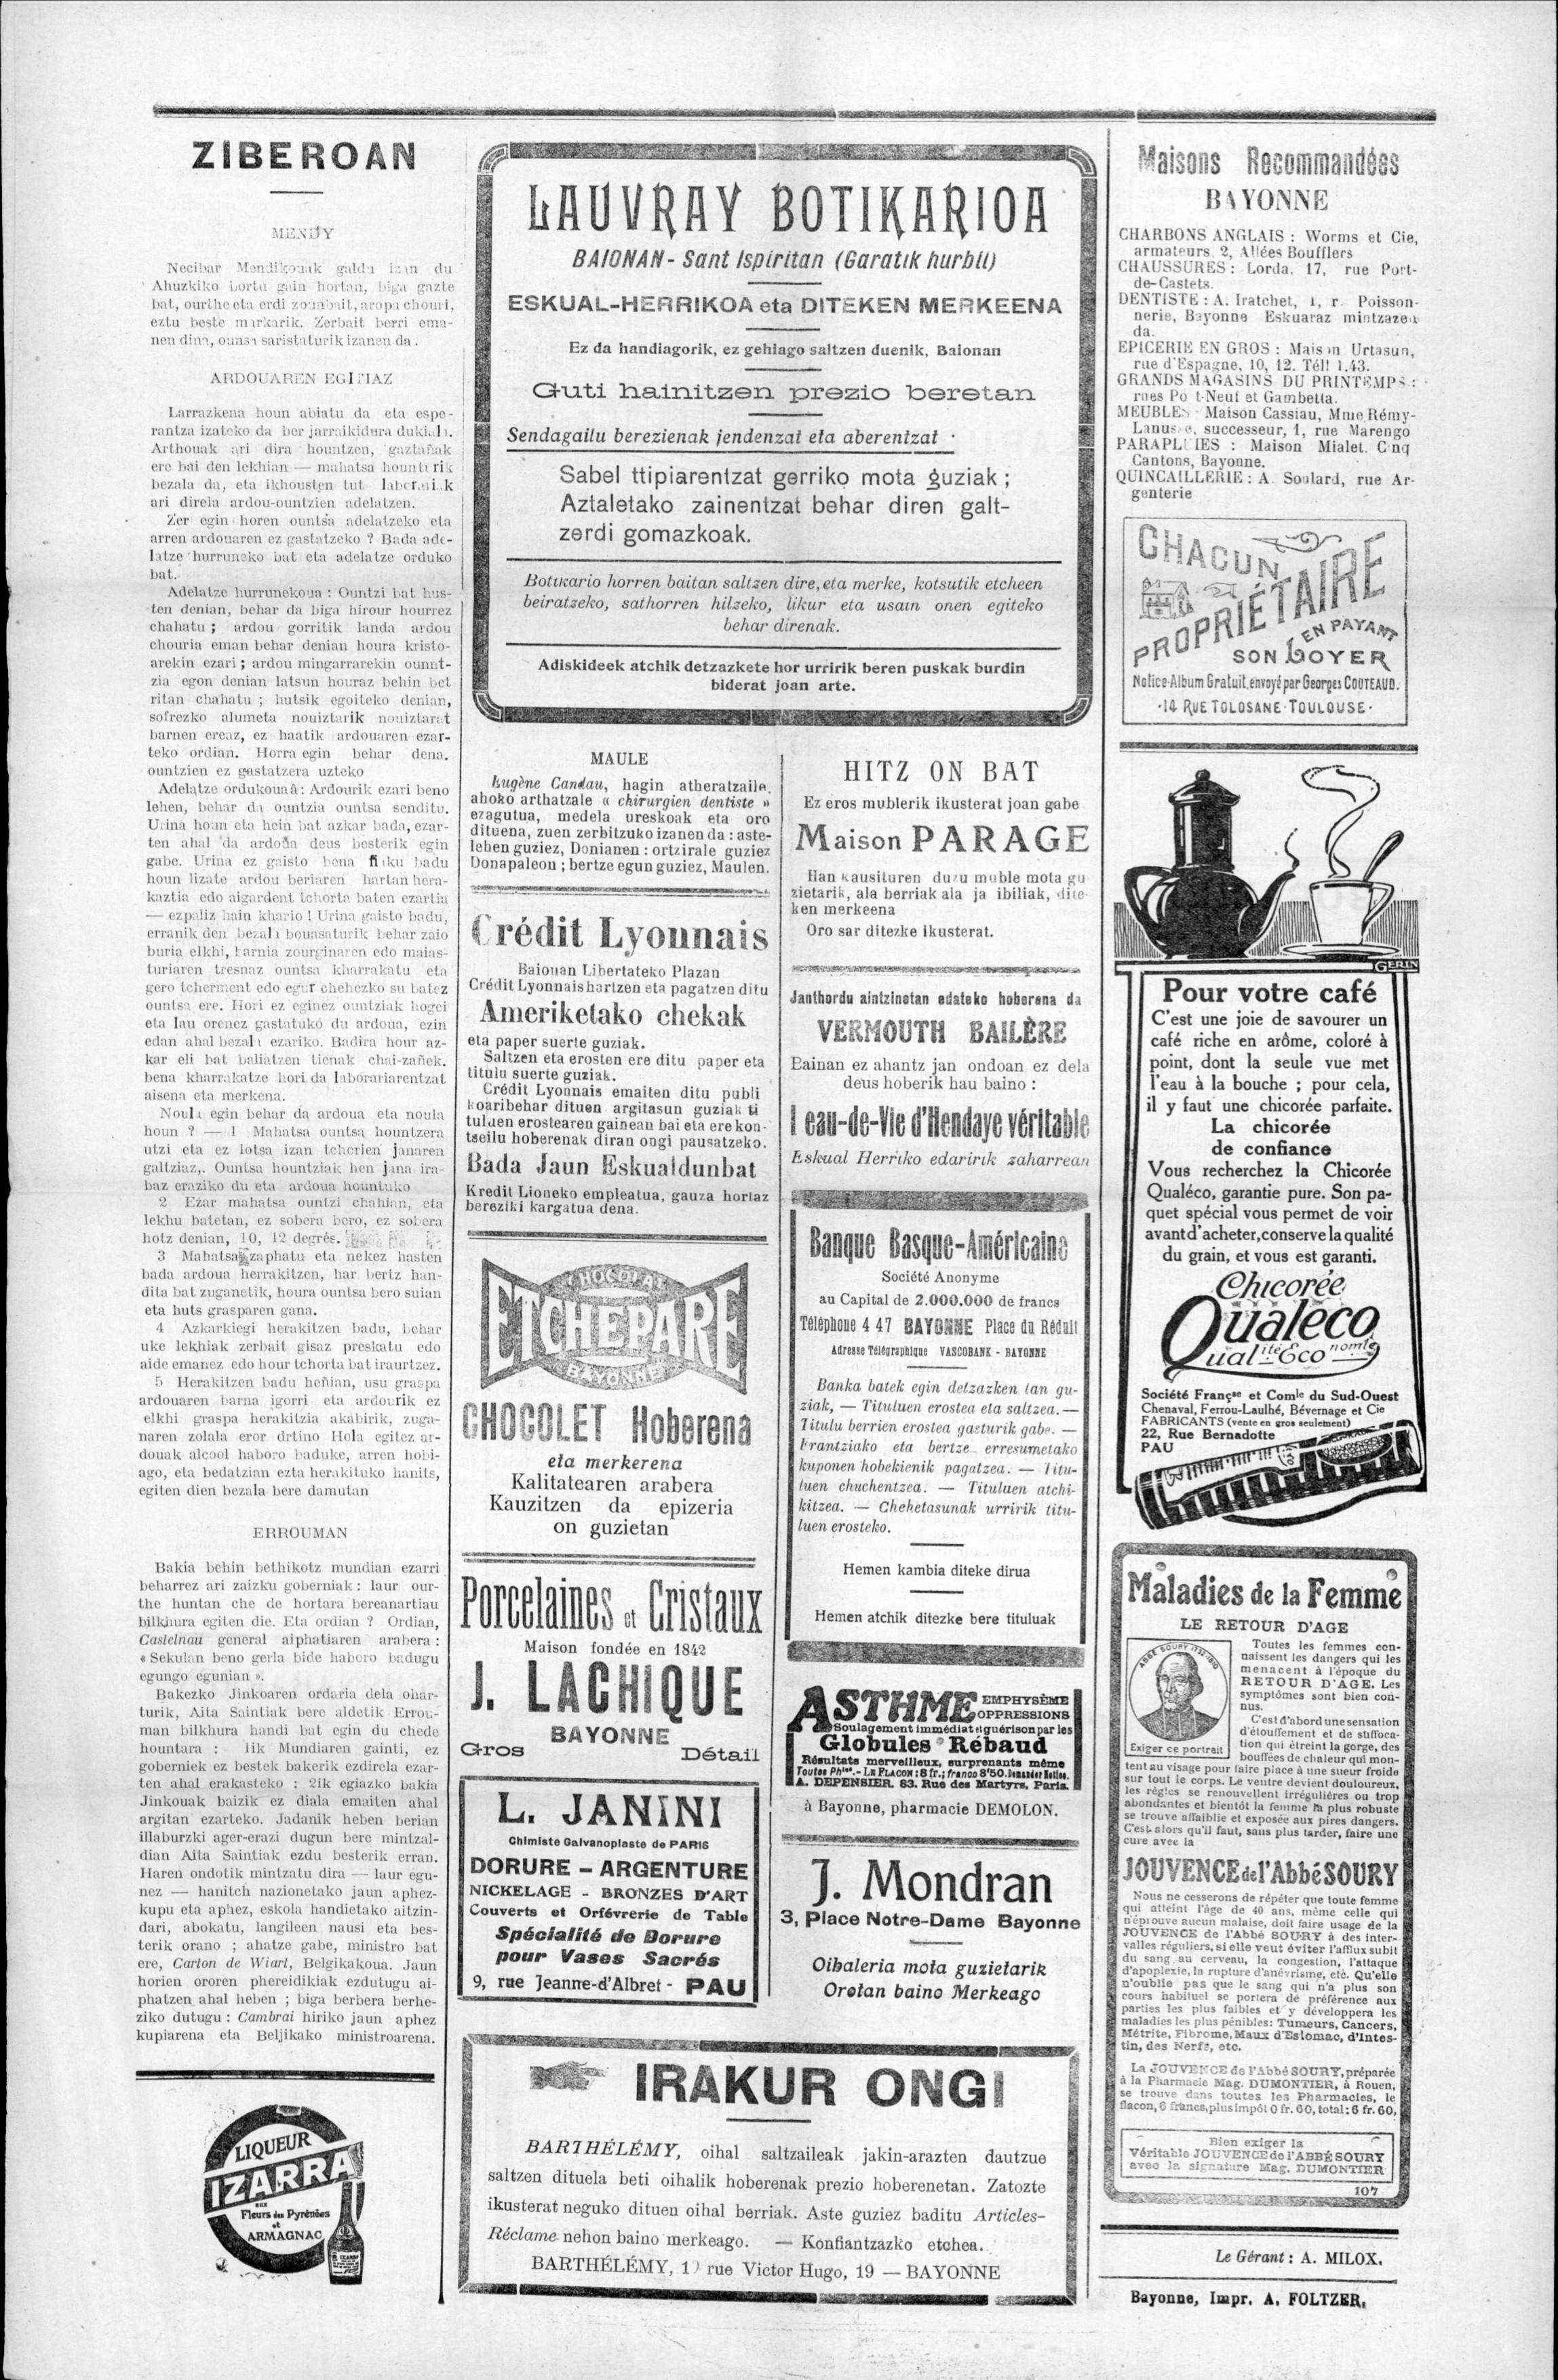 ZIBEROAN
MENDY
Necibar Mendikouak galdu izan du
Ahuzkiko bortu gain hortan, biga gazte
bat, ourthe eta erdi zounbait, aropa chouri,
eztu beste markarik. Zerbait berri ema-
nen dina, ounsa saristaturik izanen da.
ARDOUAREN EGITIAZ
Larrazkena houn abiatu da eta espe-
rantza izateko da ber jarraikidura dukiala.
Arthouak ari dira hountzen, gaztañak
ere bai den lekhian — mahatsa hounturik
bezala da, eta ikhousten tut laborariak
ari direla ardou-ountzien adelatzen.
Zer egin horen ountsa adelatzeko eta
arren ardouaren ez gastatzeko ? Bada ade-
latze hurruneko bat eta adelatze orduko
bat.
Adelatze hurrunekoua : Ountzi bat hus-
ten denian, behar da biga hirour hourrez
chahatu ; ardou gorritik landa ardou
chouria eman behar denian houra kristo-
arekin ezari ; ardou mingarrarekin ounnt-
zia egon denian latsun houraz behin bet
ritan chahatu ; hutsik egoiteko denian,
sofrezko alumeta nouiztarik nouiztarat
barnen erraz, ez haatik ardouaren ezar-
teko ordian. Horra egin behar dena,
ountzien ez gastatzera uzteko
Adelatze ordukouaâ : Ardourik ezari beno
lehen, behar da ountzia ountsa senditu.
Urina houn eta hein bat azkar bada, ezar-
ten ahal da ardoua deus besterik egin
gabe. Urina ez gaisto bena flaku badu
houn lizate ardou beriaren hartan hera-
kaztia edo aigardent tchorta baten ezartia
— ezpaliz hain khario ! Urina gaisto badu,
erranik den bezala bouasaturik behar zaio
buria elkhi, barnia zourginaren edo maias-
turiaren tresnaz ountsa kharrakatu eta
gero tcherment edo egur chehezko su batez
ountsa ere. Hori ez eginez ountziak hogei
eta lau orenez gastatuko du ardoua, ezin
edan ahal bezala ezariko. Badira hour az-
kar eli bat baliatzen tienak chai-zañek.
bena kharrakatze hori da laborariarentzat
aisena eta merkena.
Noula egin behar da ardoua eta noula
houn ? — 1 Mahatsa ountsa hountzera
utzi eta ez lotsa izan tchorien janaren
galtziaz,. Ountsa hountziak hen jana ira-
baz eraziko du eta ardoua hountuko
2 Ezar mahatsa ountzi chahian, eta
lekhu batetan, ez sobera bero, ez sobera
hotz denian, 10, 12 degrés.
3 Mahatsa zaphatu eta nekez hasten
bada ardoua herrakitzen, har bertz han-
dita bat zuganetik, houra ountsa bero suian
eta huts grasparen gana.
4 Azkarkiegi herakitzen badu, behar
uke lekhiak zerbait gisaz preskatu edo
aide emanez edo hour tchorta bat iraurtzez.
5 Herakitzen badu heñian, usu graspa
ardouaren barna igorri eta ardourik ez
elkhi graspa herakitzia akabirik, zuga-
naren zolala eror drtino Hola egitez ar-
douak alcool haboro baduke, arren hobi-
ago, eta bedatzian ezta herakituko hanits,
egiten dien bezala bere damutan
ERROUMAN
Bakia behin bethikotz mundian ezarri
beharrez ari zaizku goberniak : laur our-
the huntan che de hortara bereanartiau
bilkhura egiten die. Eta ordian ? Ordian,
Castelnau general aiphatiaren arabera :
« Sekulan beno gerla bide haboro badugu
egungo egunian ».
Bakezko Jinkoaren ordaria dela ohar-
turik, Aita Saintiak bere aldetik Errou-
man bilkhura handi bat egin du chede
hountara : 1ik Mundiaren gainti, ez
goberniek ez bestek bakerik ezdirela ezar-
ten ahal erakasteko : 2ik egiazko bakia
Jinkouak baizik ez diala emaiten ahal
argitan ezarteko. Jadanik heben berian
illaburzki ager-erazi dugun bere mintzal-
dian Aita Saintiak ezdu besterik erran.
Haren ondotik mintzatu dira — laur egu-
nez — hanitch nazionetako jaun aphez-
kupu eta aphez, eskola handietako aitzin-
dari, abokatu, langileen nausi eta bes-
terik orano ; ahatze gabe, ministro bat
ere, Carton de Wiart, Belgikakoua. Jaun
horien ororen phereidikiak ezdutugu ai-
phatzen ahal heben ; biga berbera berhe-
ziko dutugu : Cambrai hiriko jaun aphez
kupiarena eta Beljikako ministroarena.
LIQUEUR
IZARRA
AUX
Fleurs des Pyrénées
et
ARMAGNAC
LAUVRAY BOTIKARIOA
BAIONAN - Sant Ispiritan (Garatik hurbil)
ESKUAL-HERRIKOA eta DITEKEN MERKEENA
Ez da handiagorik, ez gehiago saltzen duenik, Baionan
Guti hainitzen prezio beretan
Sendagailu berezienak jendenzat eta aberentzat
Sabel ttipiarentzat gerriko mota guziak ;
Aztaletako zainentzat behar diren galt-
zerdi gomazkoak.
Botikario horren baitan saltzen dire, eta merke, kotsutik etcheen
beiratzeko, sathorren hilzeko, likur eta usain onen egiteko
behar direnak.
Adiskideek atchik detzazkete hor urririk beren puskak burdin
biderat joan arte.
MAULE
Eugène Candau, hagin atheratzaile,
ahoko arthatzale « chirurgien dentiste »
ezagutua, medela ureskoak eta oro
dituena, zuen zerbitzuko izanen da : aste-
leben guziez, Donianen : ortzirale guziez
Donapaleon ; bertze egun guziez, Maulen.
Crédit Lyonnais
Baionan Libertateko Plazan
Crédit Lyonnais hartzen eta pagatzen ditu
Ameriketako chekak
eta paper suerte guziak.
Saltzen eta erosten ere ditu paper eta
titulu suerte guziak.
Crédit Lyonnais emaiten ditu publi
koari behar dituen argitasun guziak ti
tuluen erostearen gainean bai eta ere kon-
tseilu hoberenak diran ongi pausatzeko.
Bada Jaun Eskualdunbat
Kredit Lioneko empleatua, gauza hortaz
bereziki kargatua dena.
CHOCOLAT
ETCHEPARE
BAYONNE
CHOCOLET Hoberena
eta merkerena
Kalitatearen arabera
Kauzitzen da epizeria
on guzietan
Porcelaines et Cristaux
Maison fondée en 1842
J. LACHIQUE
BAYONNE
Gros Détail
L. JANINI
Chimiste Galvanoplaste de PARIS
DORURE – ARGENTURE
NICKELAGE - BRONZES D'ART
Couverts et Orfévrerie de Table
Spécialité de Dorure
pour Vases Sacrés
9, rue Jeanne-d'Albret - PAU
HITZ ON BAT
Ez eros mublerik ikusterat joan gabe
Maison PARAGE
Han kausituren duzu muble mota gu
zietarik, ala berriak ala ja ibiliak, dite-
ken merkeena
Oro sar ditezke ikusterat.
Janthordu aintzinetan edateko hoberena da
VERMOUTH BAILÈRE
Bainan ez ahantz jan ondoan ez dela
deus hoberik hau baino :
l eau-de-Vie d'Hendaye véritable
Eskual Herriko edaririk zaharrean
Banque Basque-Américaine
Société Anonyme
au Capital de 2.000.000 de francs
Téléphone 4 47 BAYONNE Place du Réduit
Adresse Télégraphique VASCOBANK - BAYONNE
Banka batek egin detzazken lan gu-
ziak, — Tituluen erostea eta saltzea. —
Titulu berrien erostea gasturik gabe. —
Frantziako eta bertze erresumetako
kuponen hobekienik pagatzea. — Titu-
luen chuchentzea. — Tituluen atchi-
kitzea. — Chehetasunak urririk titu-
luen erosteko.
Hemen kambia diteke dirua
Hemen atchik ditezke bere tituluak
ASTHME EMPHYSÈME
OPPRESSIONS
Soulagement immédiat et guérison par les
Globules Rébaud
Résultats merveilleux, surprenants même
Toutes Phies.- LE FLACON : 8 fr.; franco 8'50. Demander Notice.
A. DEPENSIER. 83. Rue des Martyrs, Paris.
à Bayonne, pharmacie DEMOLON.
J. Mondran
3, Place Notre-Dame Bayonne
Oihaleria mota guzietarik
Orotan baino Merkeago
IRAKUR ONGI
BARTHÉLÉMY, oihal saltzaileak jakin-arazten dautzue
saltzen dituela beti oihalik hoberenak prezio hoberenetan. Zatozte
ikusterat neguko dituen oihal berriak. Aste guziez baditu Articles-
Réclame nehon baino merkeago. — Konfiantzazko etchea.
BARTHÉLÉMY, 1 rue Victor Hugo, 19 — BAYONNE
Maisons Recommandées
BAYONNE
CHARBONS ANGLAIS : Worms et Cie,
armateurs, 2, Allées Boufflers
CHAUSSURES : Lorda. 17, rue Port-
de-Castets.
DENTISTE : A. Iratchet, 1, r. Poisson-
nerie, Bayonne Eskuaraz mintzazen
da.
EPICERIE EN GROS : Maison Urtasun,
rue d'Espagne, 10, 12. Téll 1.43.
GRANDS MAGASINS DU PRINTEMPS :
rues Po t-Neuf et Gambetta.
MEUBLES Maison Cassiau, Mme Rémy-
Lanusse, successeur, 1, rue Marengo
PARAPLUIES : Maison Mialet. Cinq
Cantons, Bayonne.
QUINCAILLERIE : A. Soulard, rue Ar-
genterie
CHACUN
PROPRIÉTAIRE
EN PAYANT
SON LOYER
Notice-Album Gratuit, envoyé par Georges COUTEAUD.
·14 RUE TOLOSANE·TOULOUSE·
GERIN
Pour votre café
C'est une joie de savourer un
café riche en arôme, coloré à
point, dont la seule vue met
l'eau à la bouche ; pour cela,
il y faut une chicorée parfaite.
La chicorée
de confiance
Vous recherchez la Chicorée
Qualéco, garantie pure. Son pa-
quet spécial vous permet de voir
avant d'acheter, conserve la qualité
du grain, et vous est garanti.
Chicorée
Qualéco
Qualité Economie
Société Françse et Comle du Sud-Ouest
Chenaval, Ferrou-Laulhé, Bévernage et Cie
FABRICANTS (vente en gros seulement)
22, Rue Bernadotte
PAU
Maladies de la Femme
LE RETOUR D'AGE
ABBÉ SOURY
Exiger ce portrait
Toutes les femmes con-
naissent les dangers qui les
menacent à l'époque du
RETOUR D'AGE. Les
symptômes sont bien con-
nus.
C'est d'abord une sensation
d'étouffement et de suffoca-
tion qui étreint la gorge, des
bouffées de chaleur qui mon-
tent au visage pour faire place à une sueur froide
sur tout le corps. Le ventre devient douloureux,
les règles se renouvellent irrégulières ou trop
abondantes et bientôt la femme la plus robuste
se trouve affaiblie et exposée aux pires dangers.
C'est alors qu'il faut, sans plus tarder, faire une
cure avec la
JOUVENCE de l'Abbé SOURY
Nous ne cesserons de répéter que toute femme
qui atteint l'âge de 40 ans, même celle qui
n'éprouve aucun malaise, doit faire usage de la
JOUVENCE de l'Abbé SOURY à des inter-
valles réguliers, si elle veut éviter l'afflux subit
du sang au cerveau, la congestion, l'attaque
d'apoplexie, la rupture d'anévrisme, etc. Qu'elle
n'oublie pas que le sang qui n'a plus son
cours habituel se portera de préférence aux
parties les plus faibles et y développera les
maladies les plus pénibles: Tumeurs, Cancers,
Métrite, Fibrome, Maux d'Estomac, d'Intes-
tin, des Nerfs, etc.
La JOUVENCE de l'Abbé SOURY, préparée
à la Pharmacie Mag. DUMONTIER, à Rouen,
se trouve dans toutes les Pharmacies, le
flacon, 6 francs, plus impôt 0 fr. 60, total: 6 fr. 60,
Bien exiger la
Véritable JOUVENCE de l'ABBÉ SOURY
avec la signature Mag. DUMONTIER
107
Le Gérant : A. MILOX.
Bayonne, Impr. A. FOLTZER.